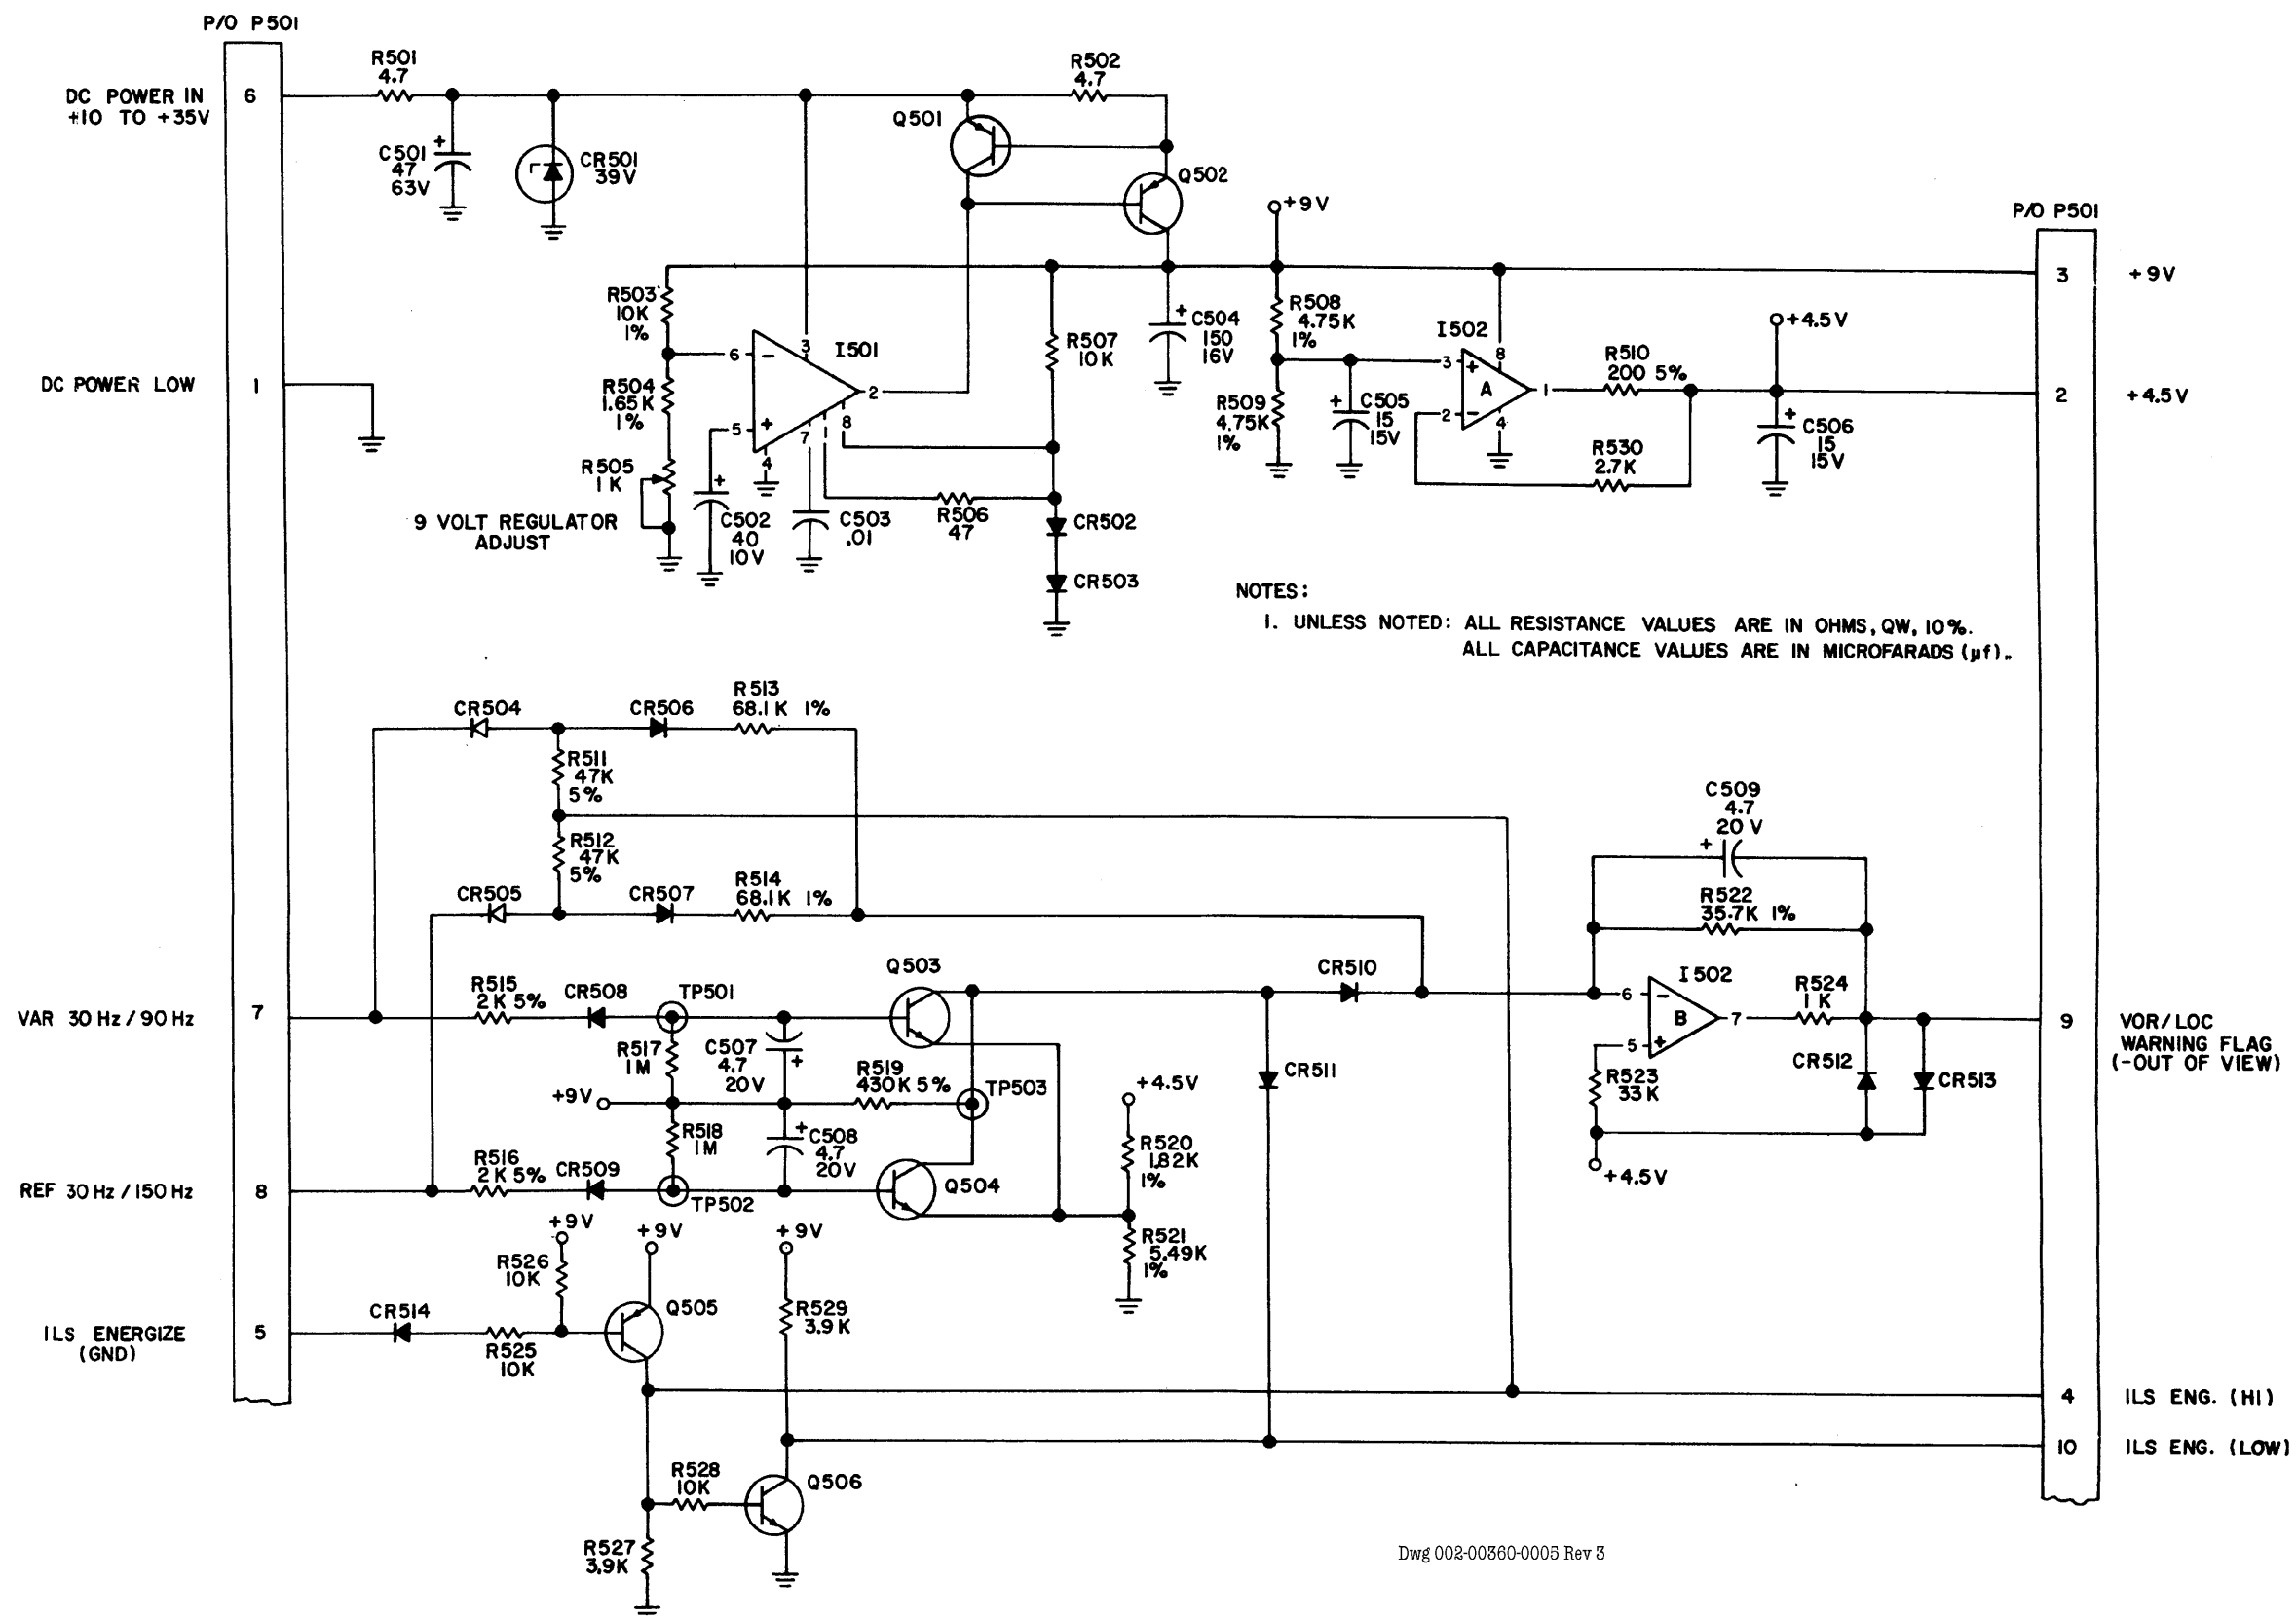 P/O P501
DC POWER IN
+10 TO +35V
6
R501
4.7
C501
47
63V
+
CR501
39V
Q501
R502
4.7
Q502
+9V
P/O P501
3
+9V
DC POWER LOW
1
R503
10K
1%
R504
1.65K
1%
R505
1K
9 VOLT REGULATOR
ADJUST
6
−
3
I501
2
5
+
4
7
1
8
+
C502
40
10V
C503
.01
R506
47
R507
10K
CR502
CR503
+
C504
150
16V
R508
4.75K
1%
R509
4.75K
1%
+
C505
15
15V
I502
3
+
8
A
1
2
−
4
R510
200 5%
R530
2.7K
+4.5V
+
C506
15
15V
2
+4.5V
NOTES:
1. UNLESS NOTED: ALL RESISTANCE VALUES ARE IN OHMS, QW, 10%.
ALL CAPACITANCE VALUES ARE IN MICROFARADS (µf).
CR504
CR506
R513
68.1K 1%
R511
47K
5%
R512
47K
5%
CR505
CR507
R514
68.1K 1%
C509
4.7
20 V
+
R522
35.7K 1%
VAR 30 Hz / 90 Hz
7
R515
2K 5%
CR508
TP501
Q503
CR510
R517
1M
C507
4.7
20V
+
R519
430K 5%
TP503
+9V
CR511
6
−
I502
B
7
5
+
R524
1K
R523
33K
+4.5V
CR512
CR513
9
VOR/LOC
WARNING FLAG
(-OUT OF VIEW)
R518
1M
+
C508
4.7
20V
+4.5V
R520
1.82K
1%
R521
5.49K
1%
REF 30 Hz / 150 Hz
8
R516
2K 5%
CR509
TP502
Q504
+9V
+9V
+9V
R526
10K
ILS ENERGIZE
(GND)
5
CR514
R525
10K
Q505
R529
3.9K
4
ILS ENG. (HI)
10
ILS ENG. (LOW)
R528
10K
Q506
R527
3.9K
Dwg 002-00360-0005 Rev 3